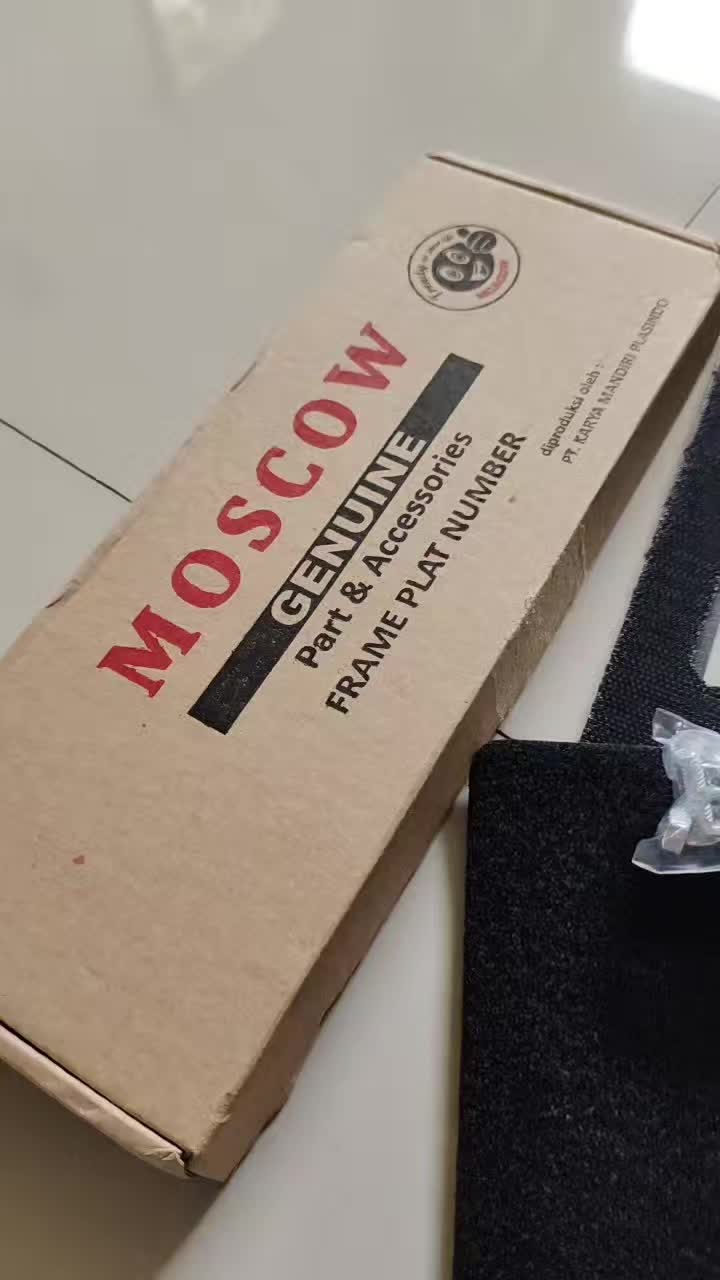 MOSCOW
GENUINE
Part & Accessories
FRAME PLAT NUMBER
diproduksi oleh :
PT. KARYA MANDIRI PLASINDO